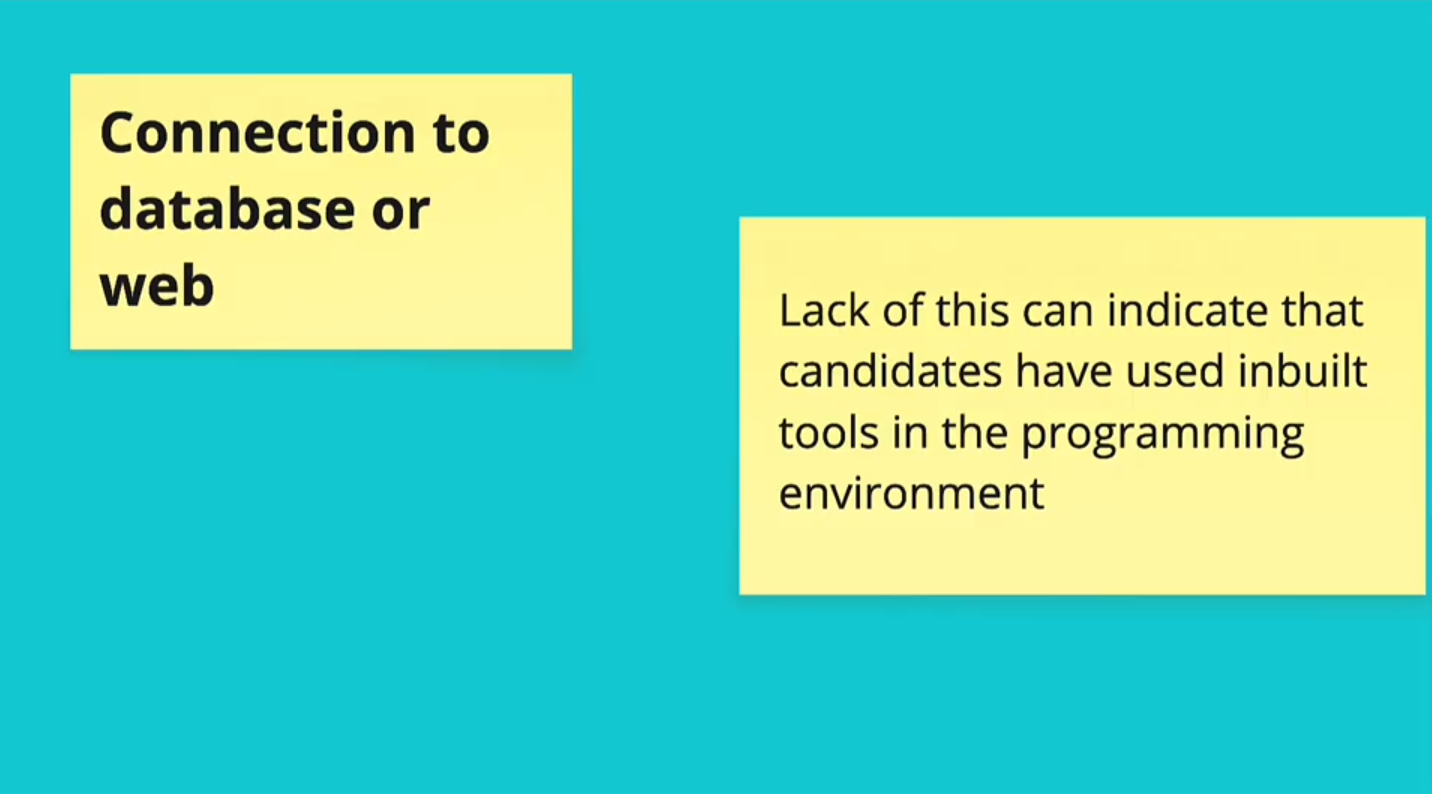 Connection to
database or
web
Lack of this can indicate that
candidates have used inbuilt
tools in the programming
environment